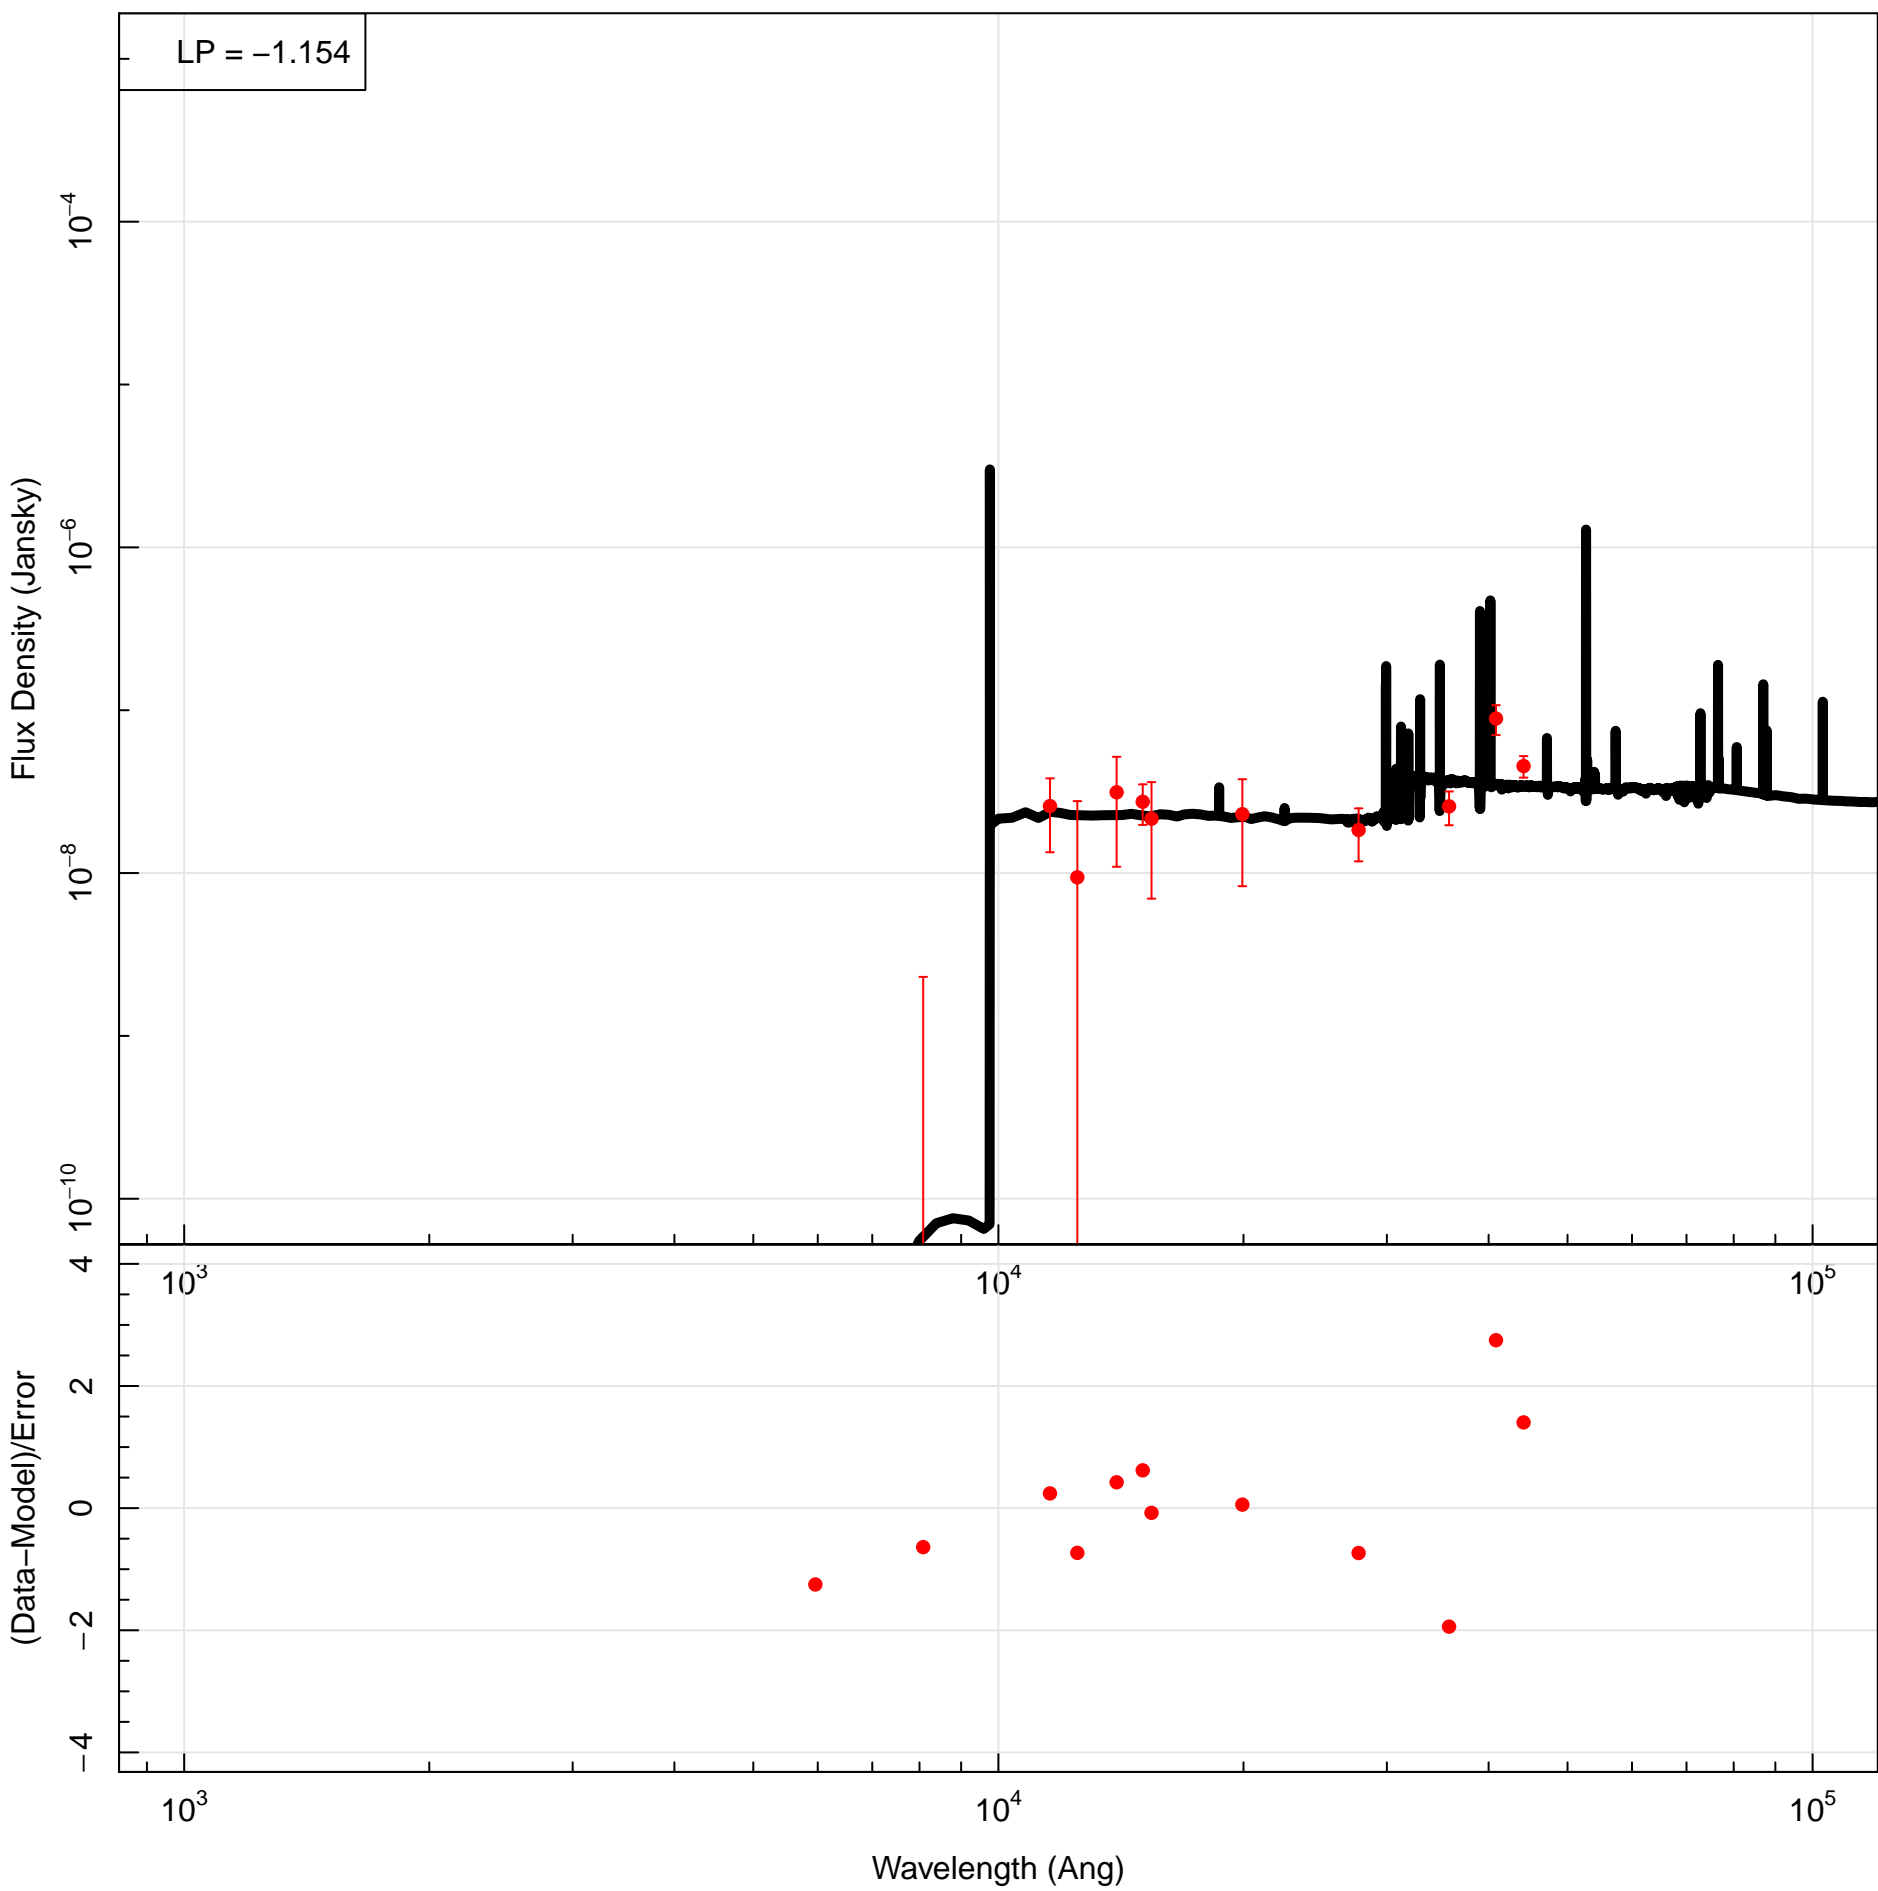 LP = −1.154
Flux Density (Jansky)
10⁻⁴
10⁻⁶
10⁻⁸
10⁻¹⁰
10³ 10⁴ 10⁵
(Data−Model)/Error
4
2
0
−2
−4
10³ 10⁴ 10⁵
Wavelength (Ang)